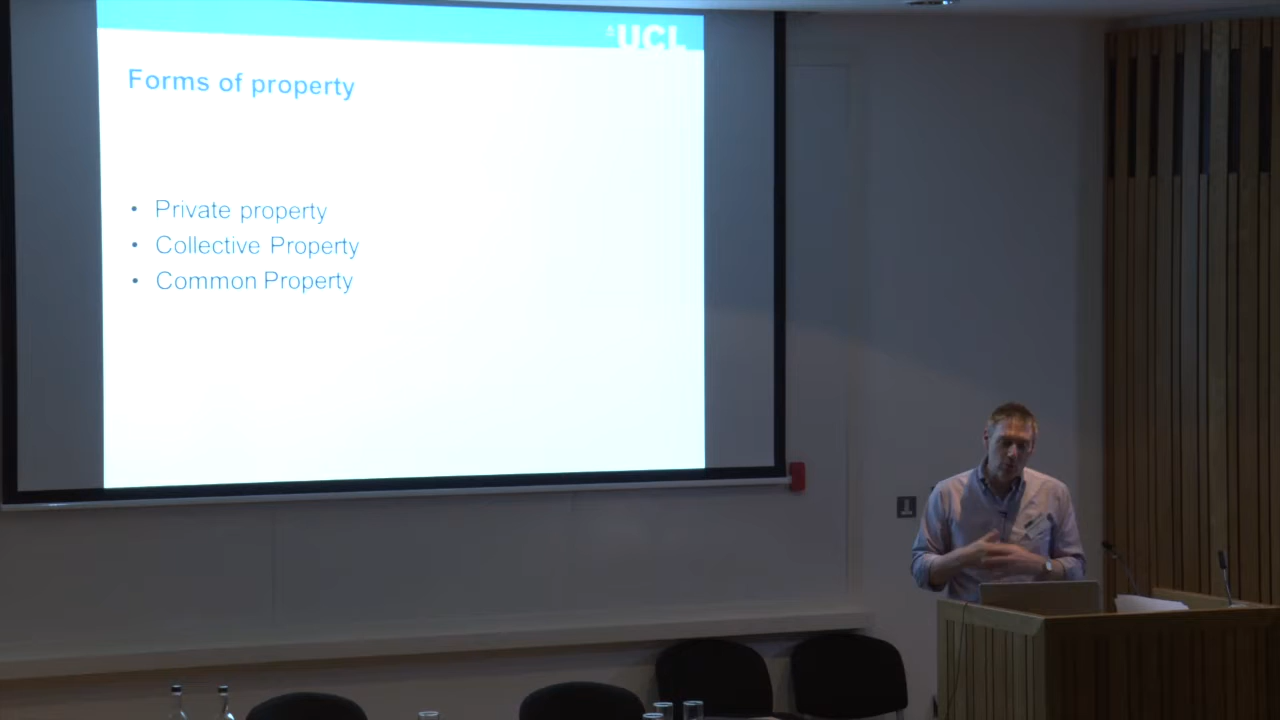 UCL
Forms of property
• Private property
• Collective Property
• Common Property